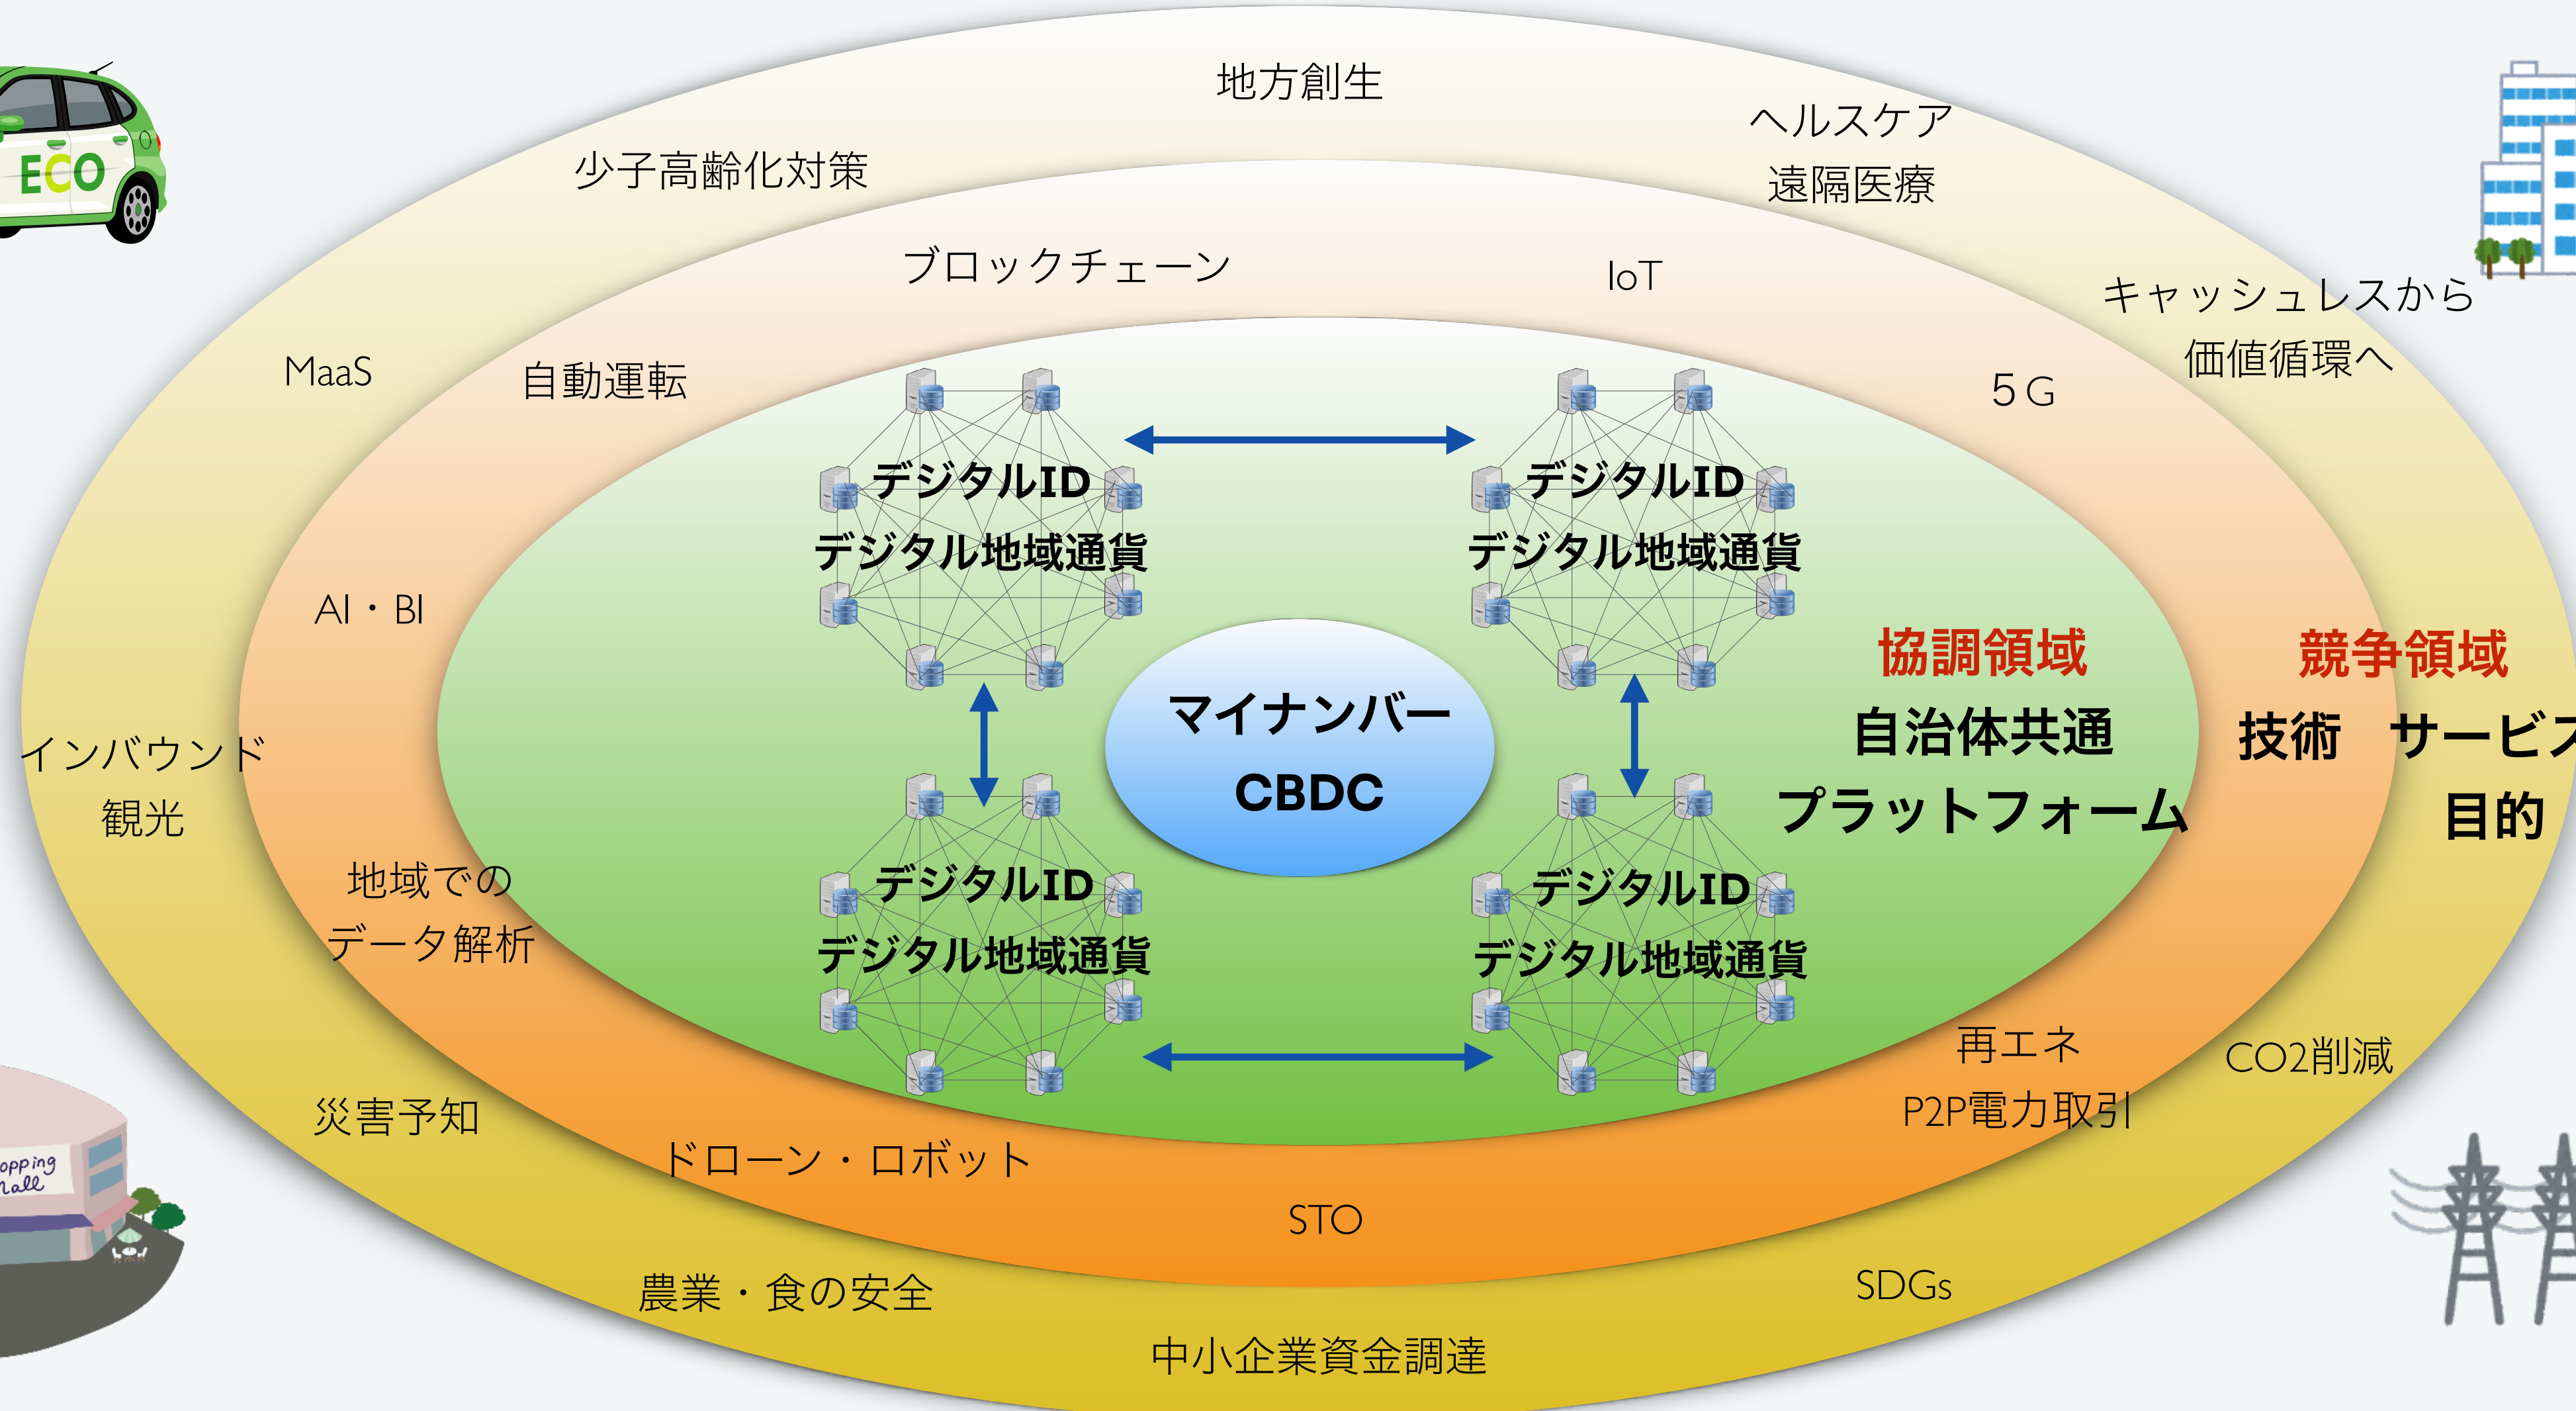 地方創生
ヘルスケア
遠隔医療
少子高齢化対策
ECO
ブロックチェーン
IoT
キャッシュレスから
価値循環へ
MaaS
自動運転
5G
デジタルID
デジタル地域通貨
デジタルID
デジタル地域通貨
AI・BI
協調領域
自治体共通
プラットフォーム
競争領域
技術
サービス
目的
マイナンバー
CBDC
インバウンド
観光
地域での
データ解析
デジタルID
デジタル地域通貨
デジタルID
デジタル地域通貨
再エネ
P2P電力取引
CO2削減
災害予知
ドローン・ロボット
STO
農業・食の安全
SDGs
中小企業資金調達